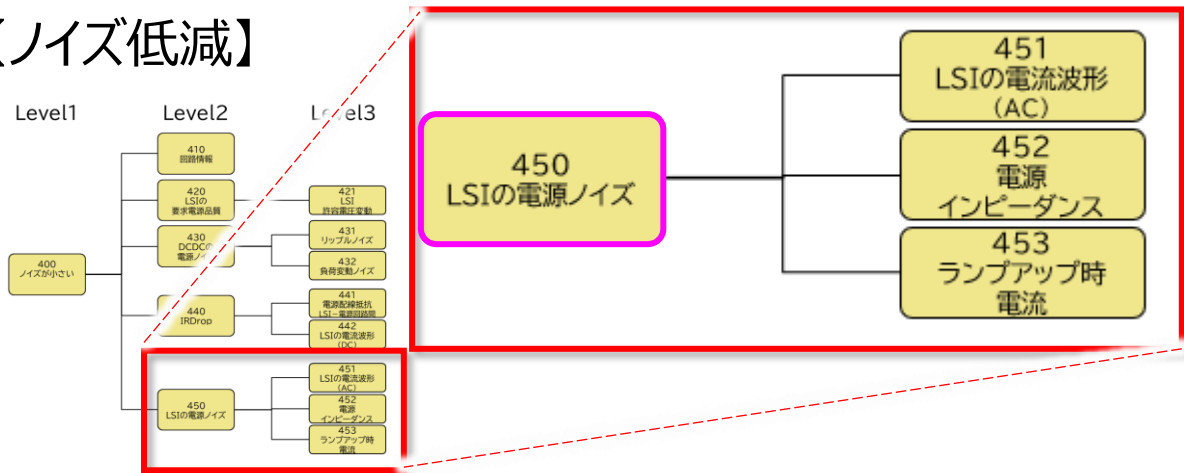 【ノイズ低減】
Level1
Level2
Level3
400
ノイズが小さい
410
回路情報
420
LSIの
要求電源品質
421
LSI
許容電圧変動
430
DCDCの
電源ノイズ
431
リップルノイズ
432
負荷変動ノイズ
440
IRDrop
441
電源配線抵抗
LSI－電源回路間
442
LSIの電流波形
(DC)
450
LSIの電源ノイズ
451
LSIの電流波形
(AC)
452
電源
インピーダンス
453
ランプアップ時
電流
450
LSIの電源ノイズ
451
LSIの電流波形
(AC)
452
電源
インピーダンス
453
ランプアップ時
電流